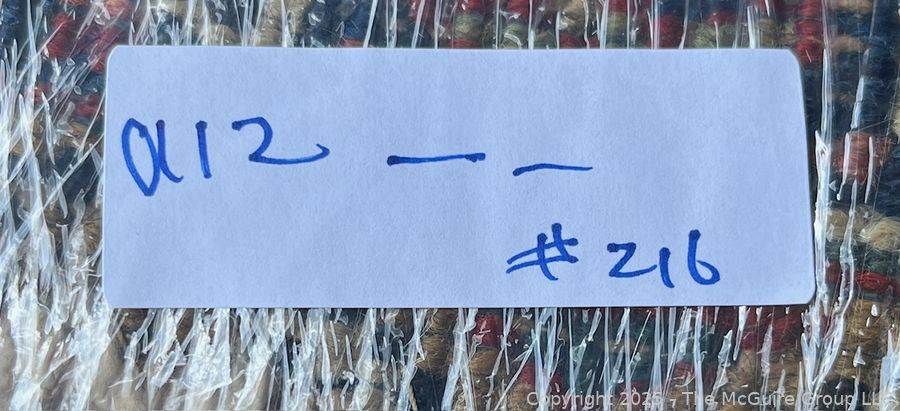 a12 — –
# 216
Copyright 2025 - The McGuire Group LLC